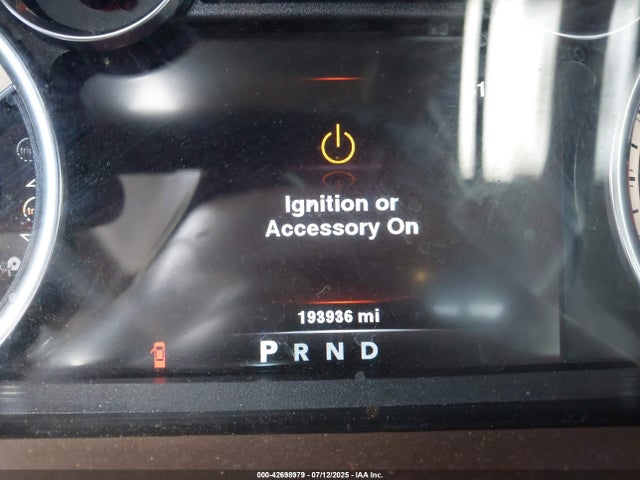 Ignition or
Accessory On
193936 mi
P R N D
000-42698979 - 07/12/2025 - IAA Inc.